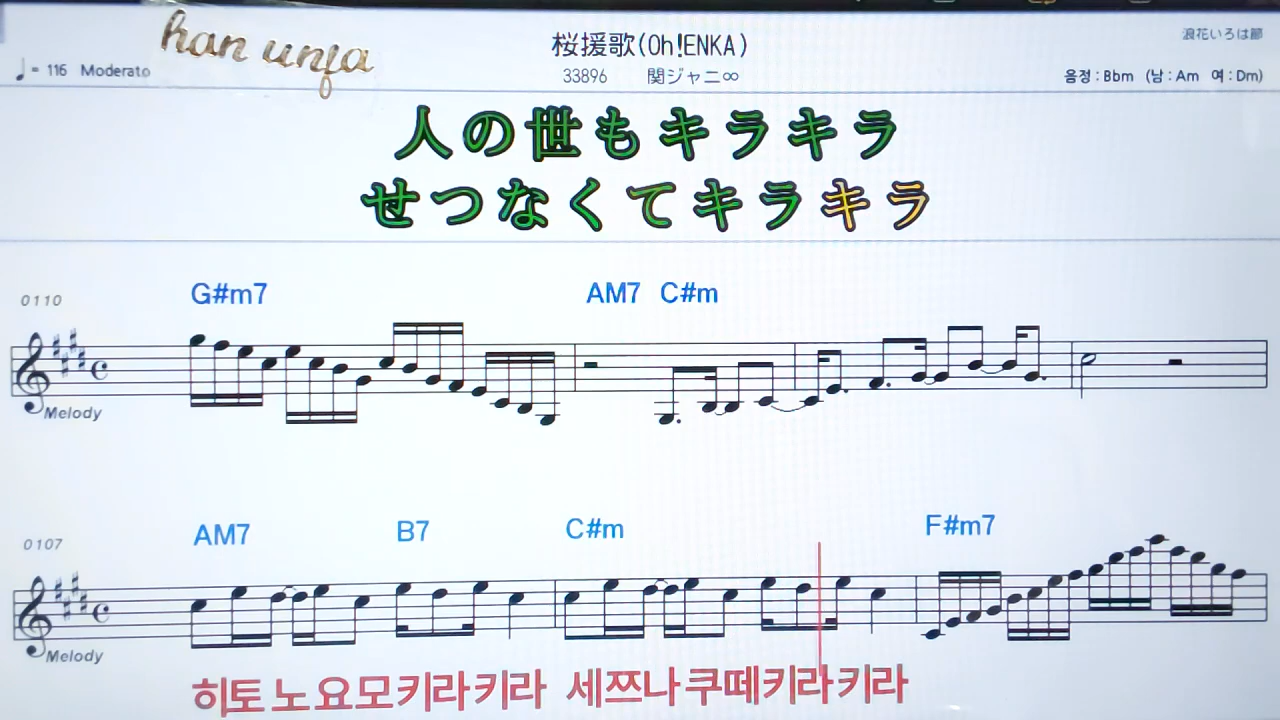 han unja
桜援歌(Oh!ENKA)
浪花いろは節
♩= 116 Moderato
33896 関ジャニ∞
음정 : Bbm (남 : Am 여 : Dm)
人の世もキラキラ
せつなくてキラキラ
0110 G#m7 AM7 C#m
Melody
0107 AM7 B7 C#m F#m7
Melody
히토노요모키라키라 세쯔나쿠떼키라키라